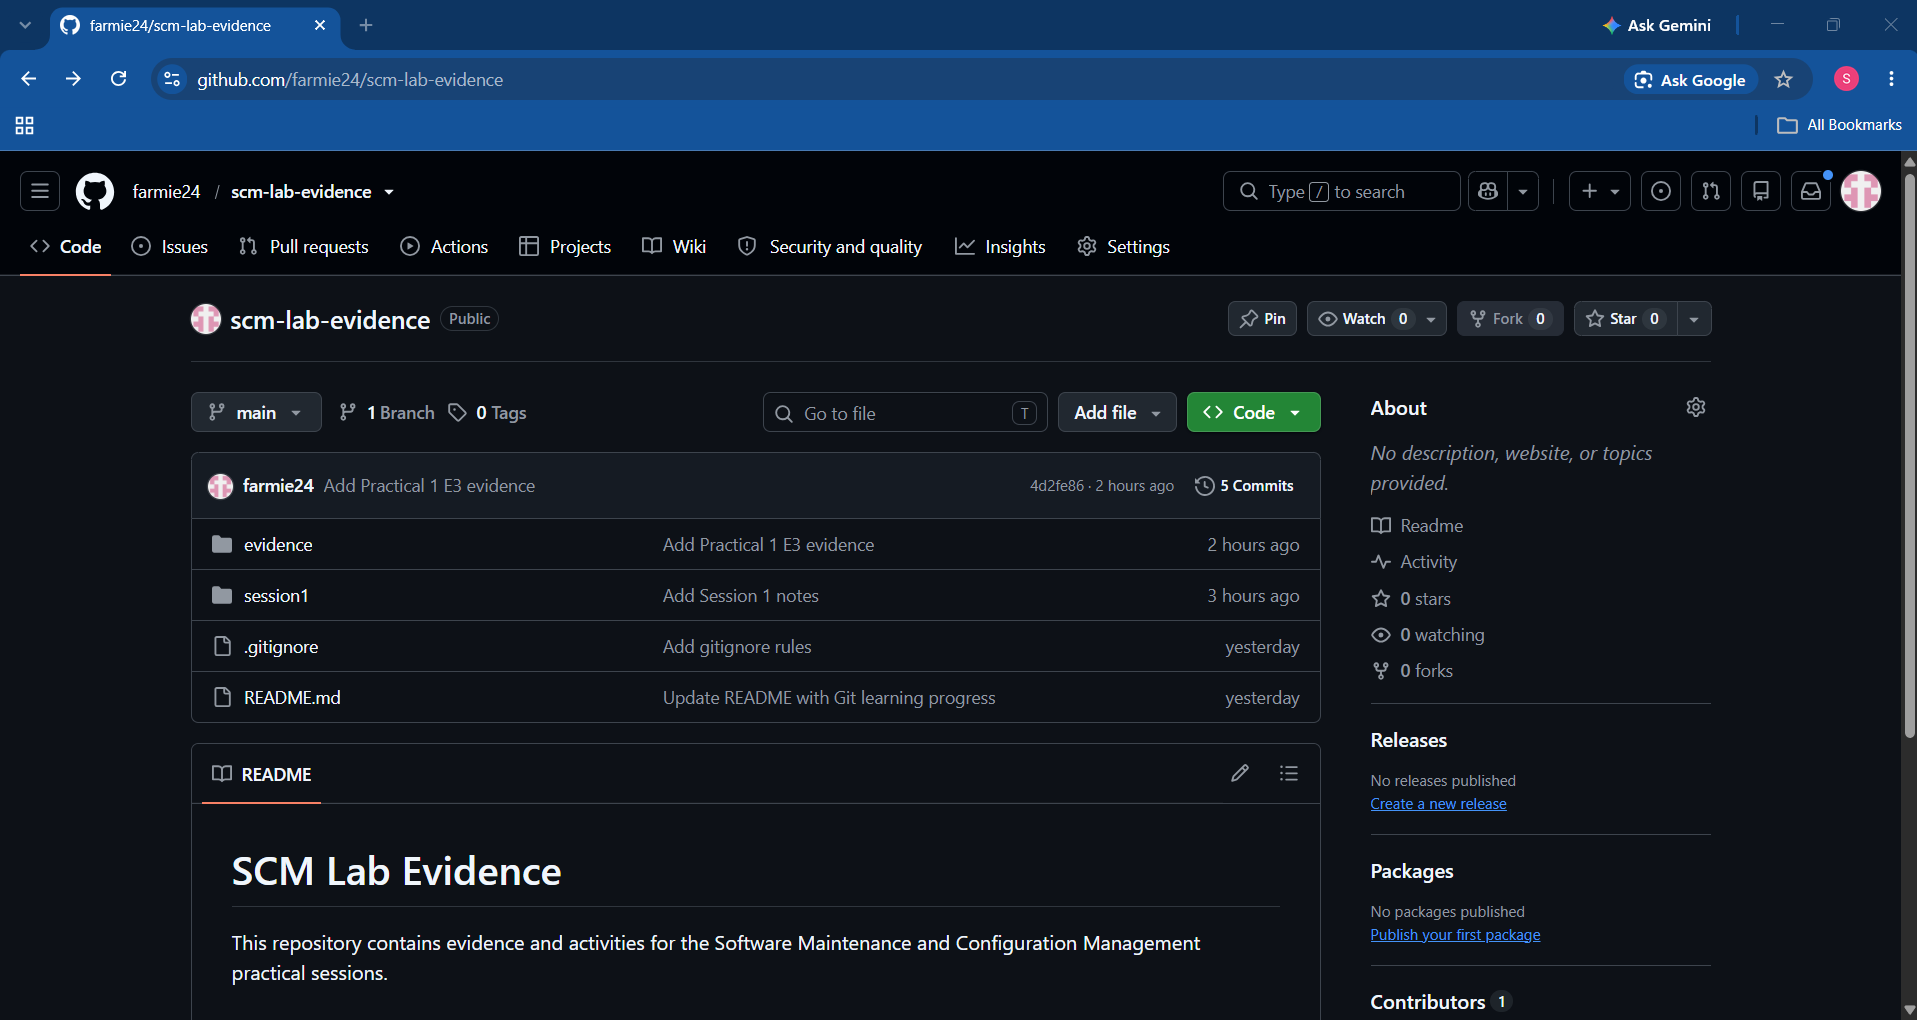 farmie24/scm-lab-evidence
Ask Gemini
github.com/farmie24/scm-lab-evidence
Ask Google
S
All Bookmarks
farmie24 / scm-lab-evidence
Type / to search
Code
Issues
Pull requests
Actions
Projects
Wiki
Security and quality
Insights
Settings
scm-lab-evidence Public
Pin
Watch 0
Fork 0
Star 0
main
1 Branch
0 Tags
Go to file T
Add file
Code
farmie24 Add Practical 1 E3 evidence 4d2fe86 · 2 hours ago 5 Commits
evidence Add Practical 1 E3 evidence 2 hours ago
session1 Add Session 1 notes 3 hours ago
.gitignore Add gitignore rules yesterday
README.md Update README with Git learning progress yesterday
README
SCM Lab Evidence
This repository contains evidence and activities for the Software Maintenance and Configuration Management
practical sessions.
About
No description, website, or topics
provided.
Readme
Activity
0 stars
0 watching
0 forks
Releases
No releases published
Create a new release
Packages
No packages published
Publish your first package
Contributors 1